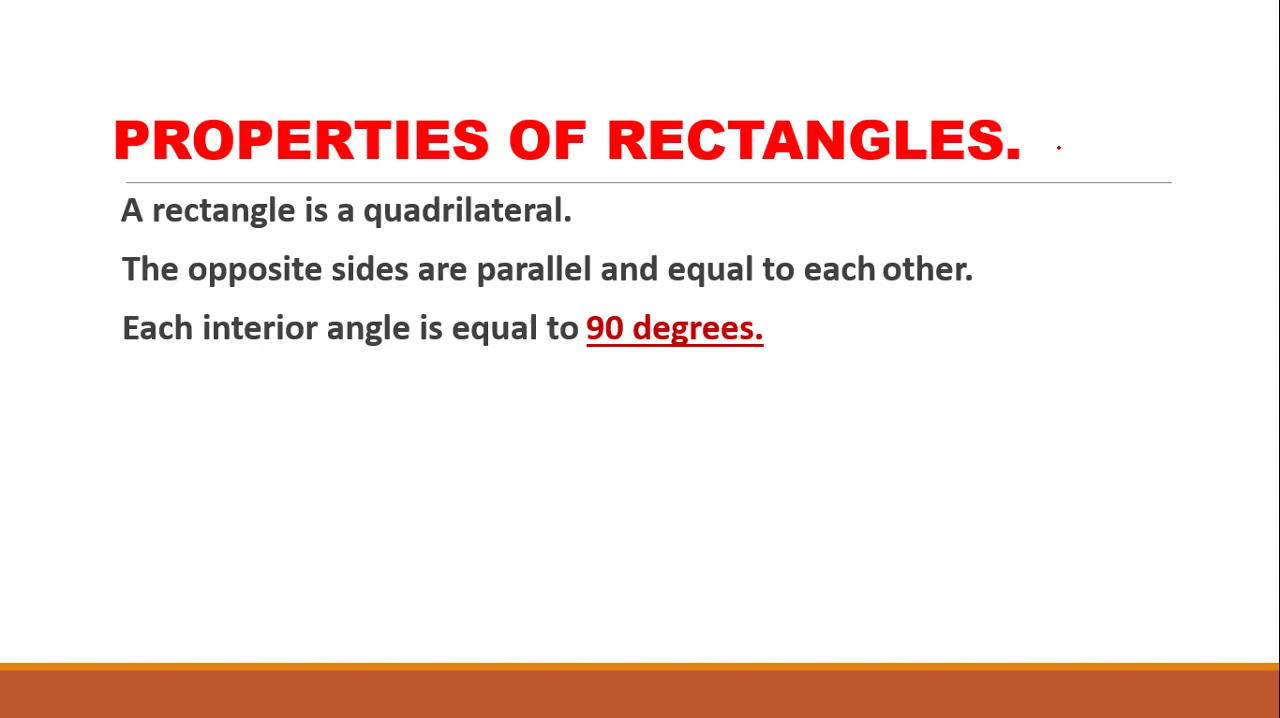 PROPERTIES OF RECTANGLES.
A rectangle is a quadrilateral.
The opposite sides are parallel and equal to each other.
Each interior angle is equal to 90 degrees.